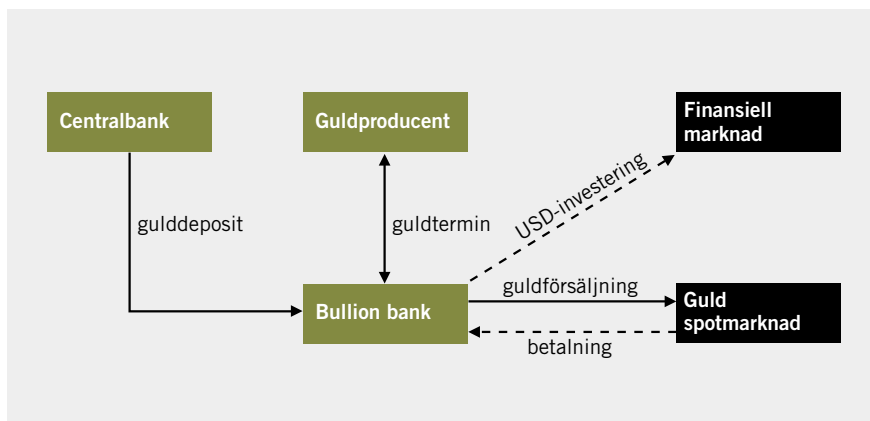 Centralbank
Guldproducent
Finansiell
marknad
gulddeposit
guldtermin
USD-investering
Bullion bank
guldförsäljning
betalning
Guld
spotmarknad